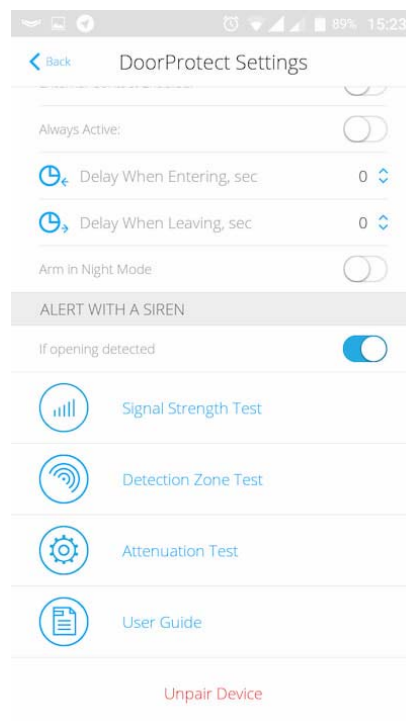 89% 15:23
Back DoorProtect Settings
Always Active:
Delay When Entering, sec 0
Delay When Leaving, sec 0
Arm in Night Mode
ALERT WITH A SIREN
If opening detected
Signal Strength Test
Detection Zone Test
Attenuation Test
User Guide
Unpair Device